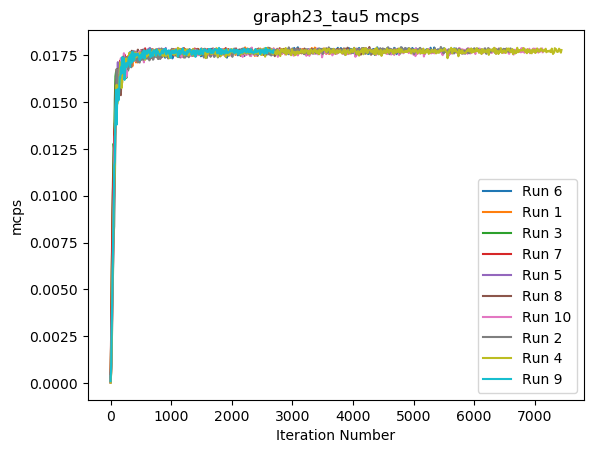 graph23_tau5 mcps
mcps
0.0175
0.0150
0.0125
0.0100
0.0075
0.0050
0.0025
0.0000
Run 6
Run 1
Run 3
Run 7
Run 5
Run 8
Run 10
Run 2
Run 4
Run 9
0 1000 2000 3000 4000 5000 6000 7000
Iteration Number